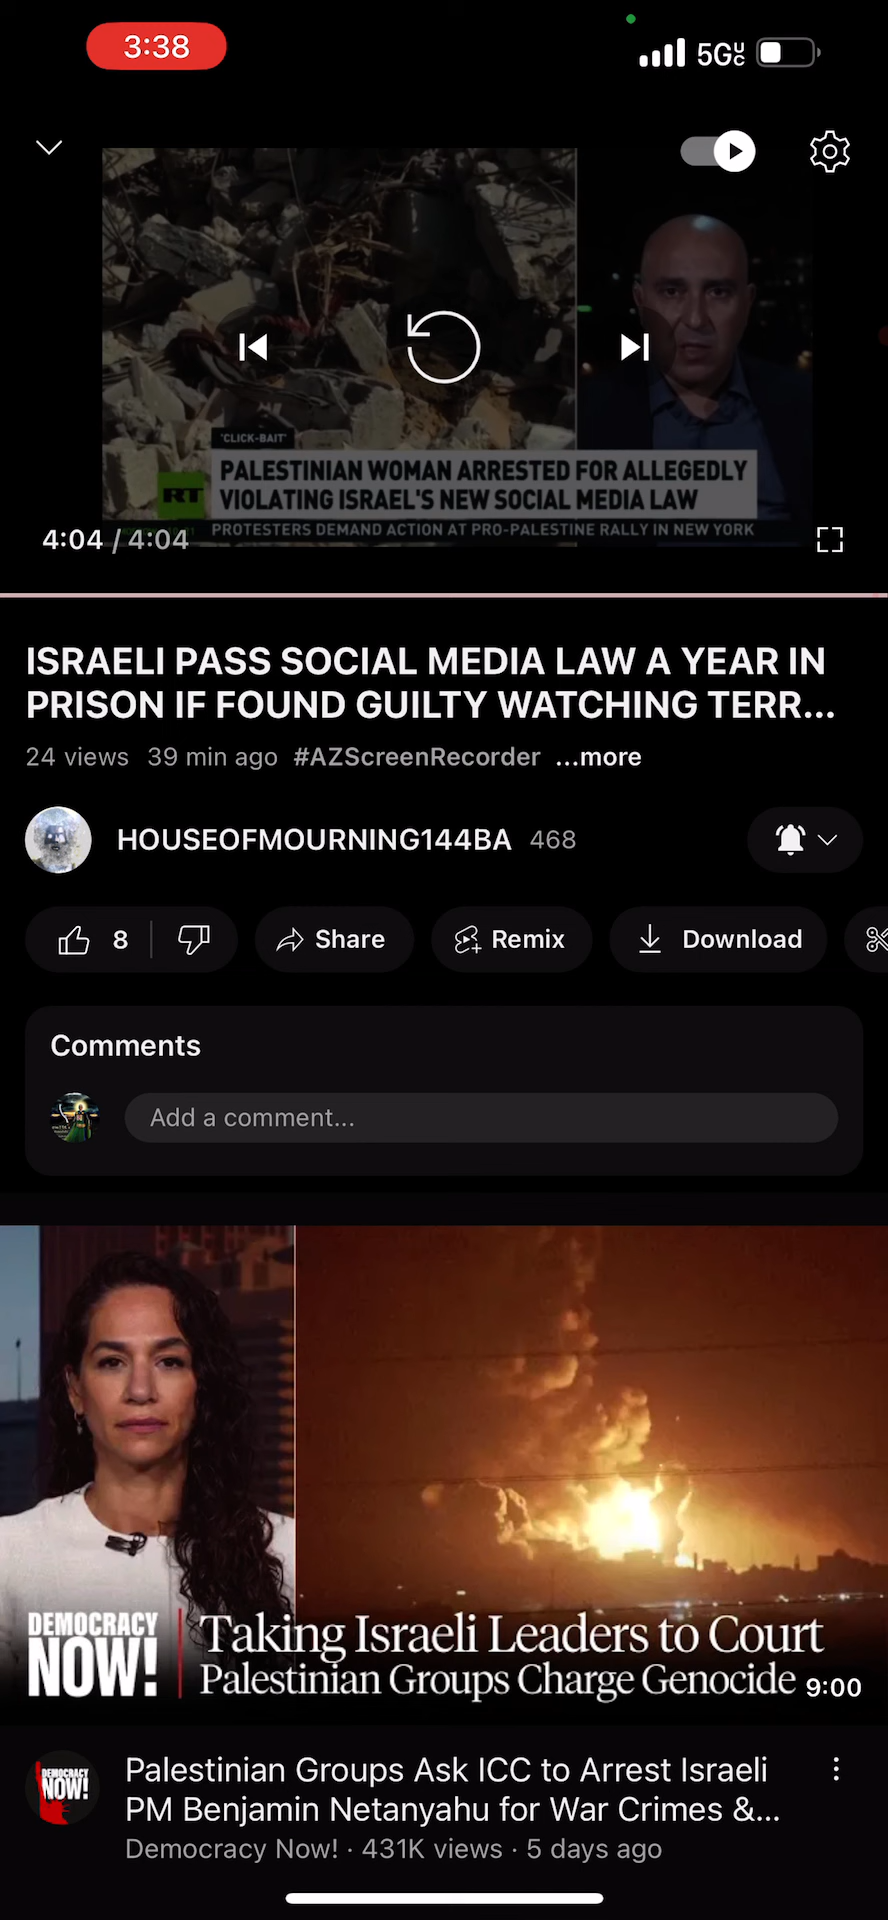 3:38
5GUC
'CLICK-BAIT'
RT
PALESTINIAN WOMAN ARRESTED FOR ALLEGEDLY
VIOLATING ISRAEL'S NEW SOCIAL MEDIA LAW
PROTESTERS DEMAND ACTION AT PRO-PALESTINE RALLY IN NEW YORK
4:04 / 4:04
ISRAELI PASS SOCIAL MEDIA LAW A YEAR IN
PRISON IF FOUND GUILTY WATCHING TERR...
24 views 39 min ago #AZScreenRecorder ...more
HOUSEOFMOURNING144BA 468
8 Share Remix Download
Comments
Add a comment...
DEMOCRACY NOW!
Taking Israeli Leaders to Court
Palestinian Groups Charge Genocide
9:00
DEMOCRACY NOW!
Palestinian Groups Ask ICC to Arrest Israeli
PM Benjamin Netanyahu for War Crimes &...
Democracy Now! · 431K views · 5 days ago